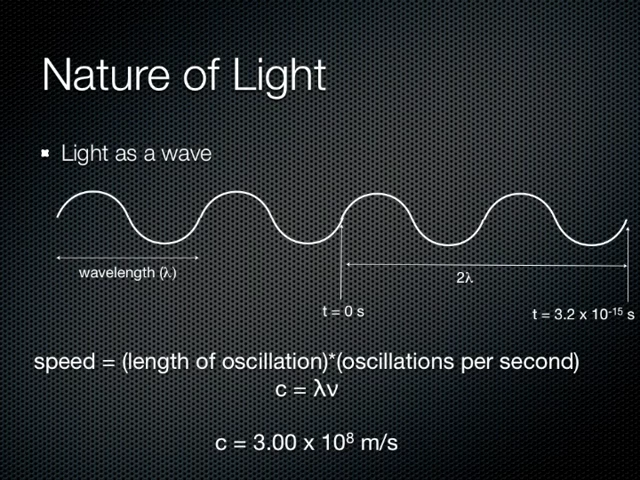 Nature of Light
Light as a wave
wavelength (λ)
2λ
t = 0 s
t = 3.2 x 10⁻¹⁵ s
speed = (length of oscillation)*(oscillations per second)
c = λν
c = 3.00 x 10⁸ m/s